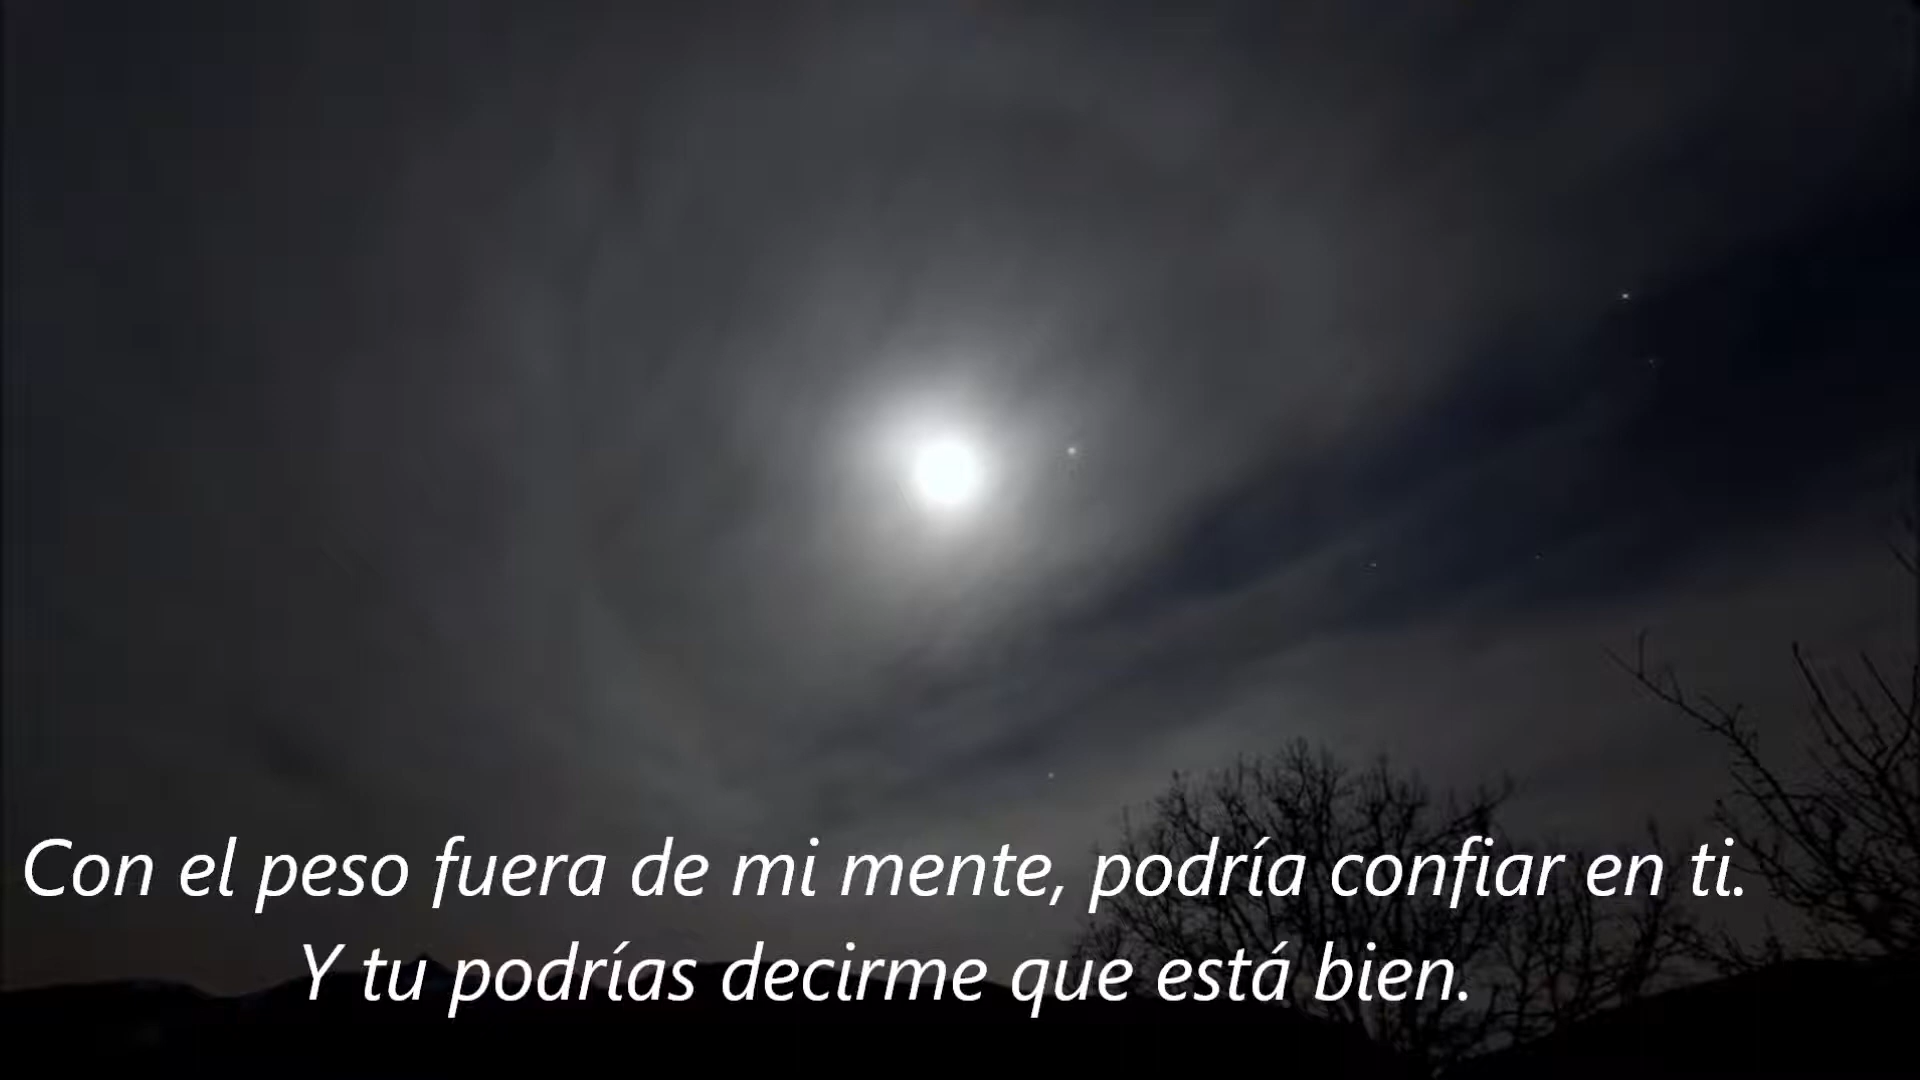 Con el peso fuera de mi mente, podría confiar en ti.
Y tu podrías decirme que está bien.